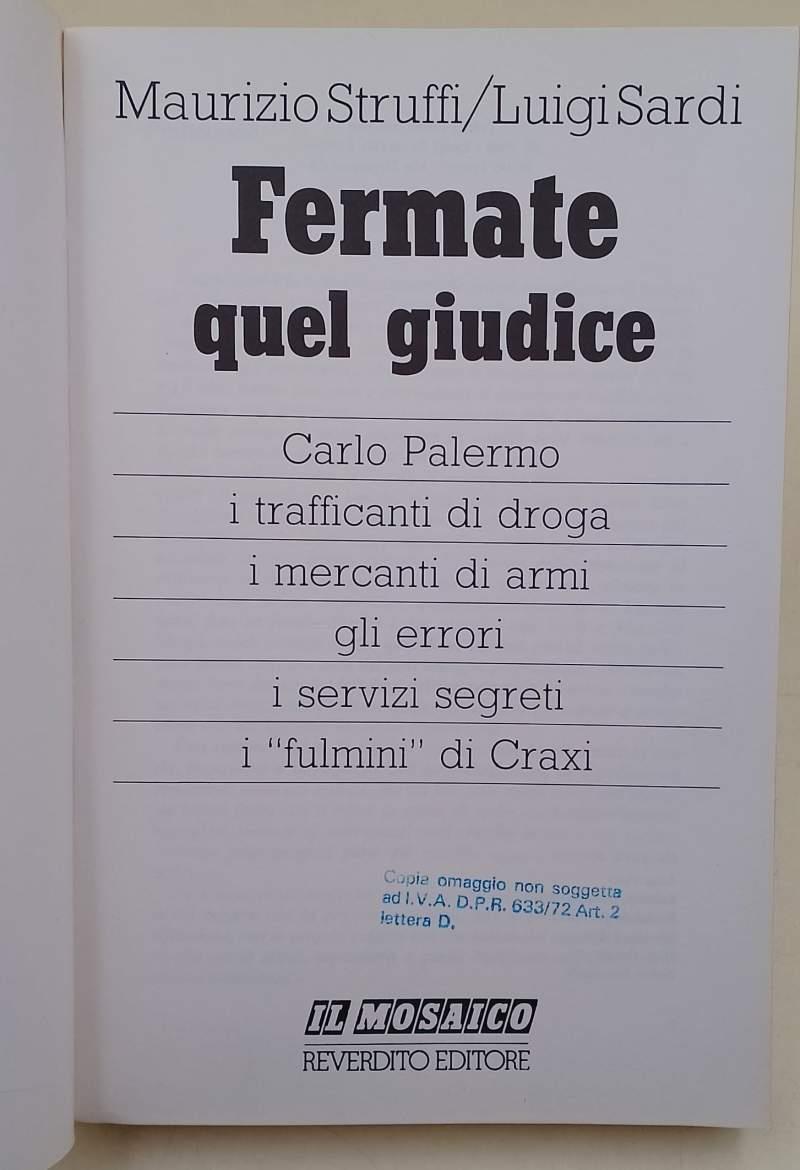 Maurizio Struffi/Luigi Sardi
Fermate
quel giudice
Carlo Palermo
i trafficanti di droga
i mercanti di armi
gli errori
i servizi segreti
i “fulmini” di Craxi
Copia omaggio non soggetta
ad I.V.A. D.P.R. 633/72 Art. 2
lettera D.
IL MOSAICO
REVERDITO EDITORE